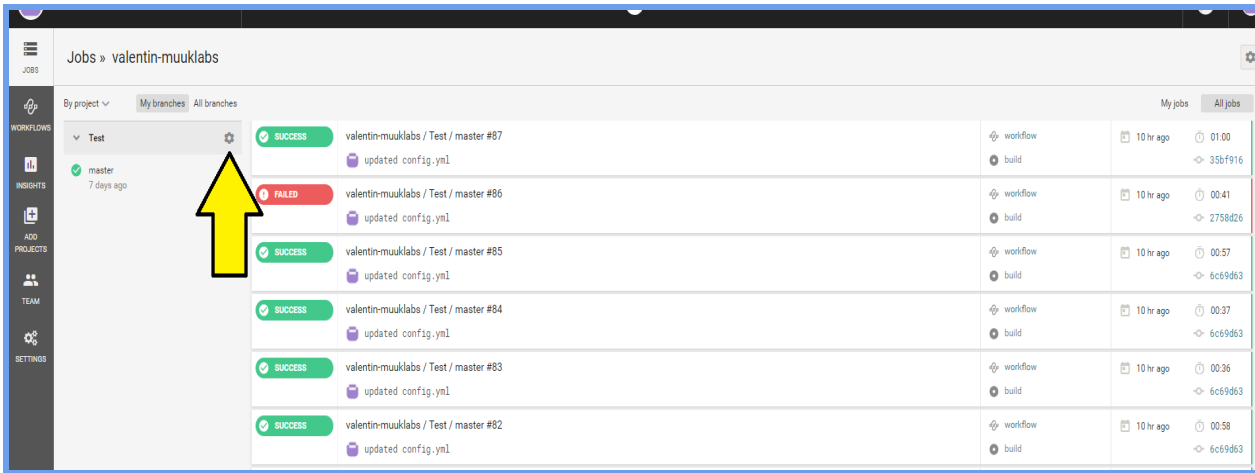 Jobs » valentin-muuklabs
JOBS
By project My branches All branches My jobs All jobs
WORKFLOWS
INSIGHTS
ADD
PROJECTS
TEAM
SETTINGS
Test
master
7 days ago
SUCCESS valentin-muuklabs / Test / master #87 workflow 10 hr ago 01:00
updated config.yml build 35bf916
FAILED valentin-muuklabs / Test / master #86 workflow 10 hr ago 00:41
updated config.yml build 2758d26
SUCCESS valentin-muuklabs / Test / master #85 workflow 10 hr ago 00:57
updated config.yml build 6c69d63
SUCCESS valentin-muuklabs / Test / master #84 workflow 10 hr ago 00:37
updated config.yml build 6c69d63
SUCCESS valentin-muuklabs / Test / master #83 workflow 10 hr ago 00:36
updated config.yml build 6c69d63
SUCCESS valentin-muuklabs / Test / master #82 workflow 10 hr ago 00:58
updated config.yml build 6c69d63